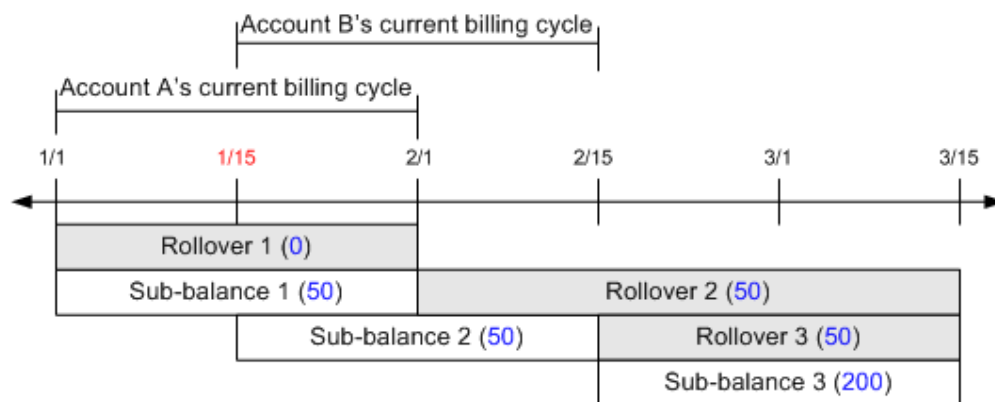 Account B's current billing cycle
Account A's current billing cycle
1/1 1/15 2/1 2/15 3/1 3/15
Rollover 1 (0)
Sub-balance 1 (50) Rollover 2 (50)
Sub-balance 2 (50) Rollover 3 (50)
Sub-balance 3 (200)